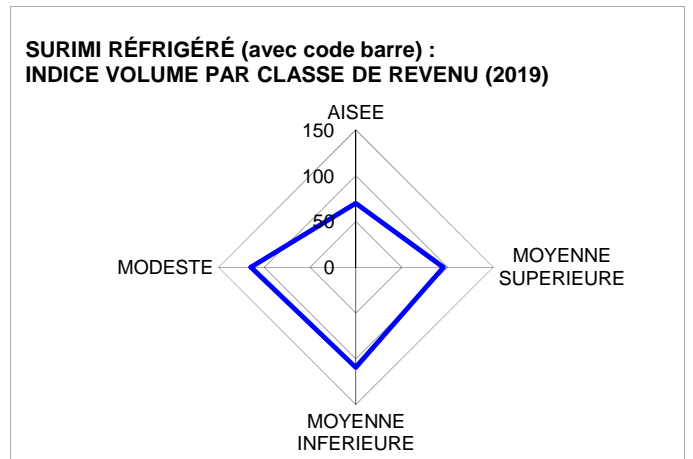 SURIMI RÉFRIGÉRÉ (avec code barre) :
INDICE VOLUME PAR CLASSE DE REVENU (2019)
AISEE
150
100
50
0
MODESTE
MOYENNE
SUPERIEURE
MOYENNE
INFERIEURE